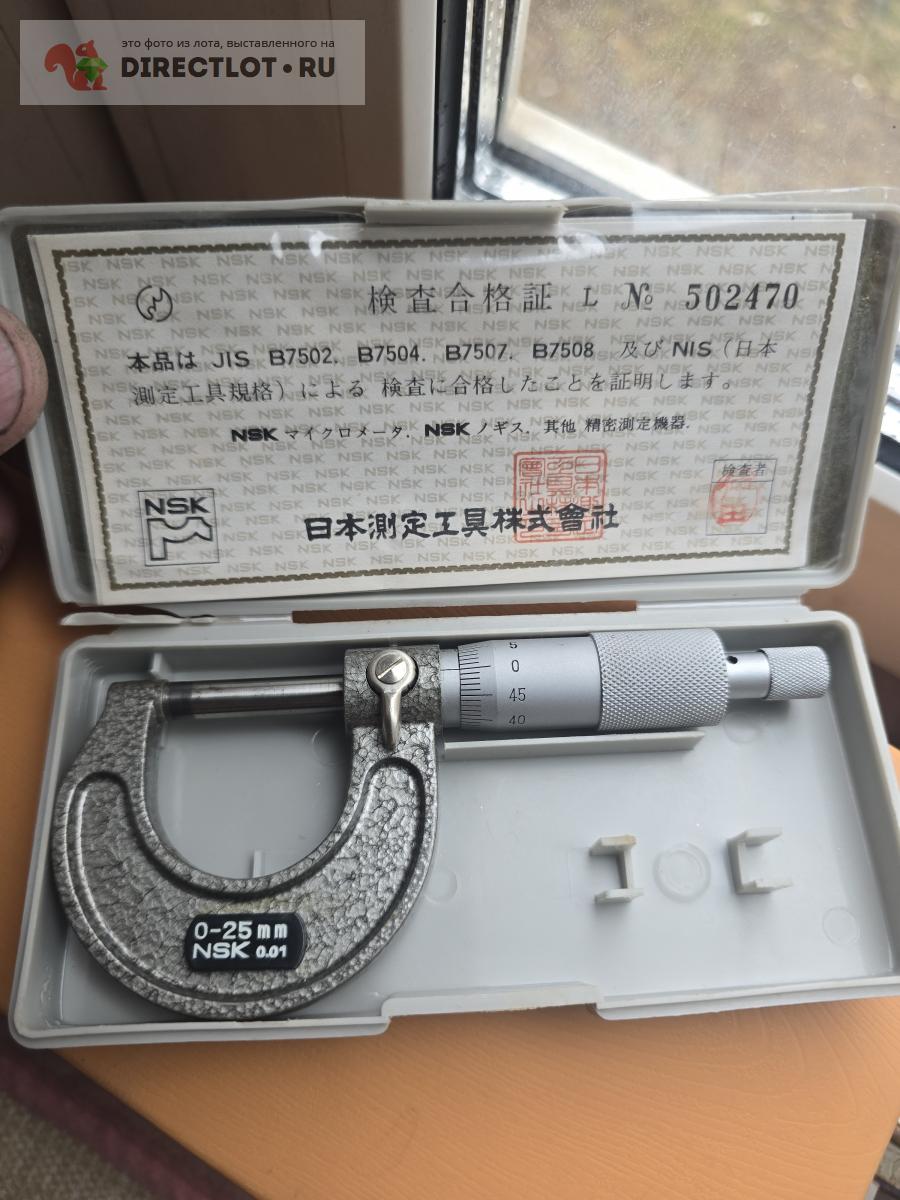 это фото из лота, выставленного на
DIRECTLOT•RU
検査合格証 L № 502470
本品は JIS B7502. B7504. B7507. B7508 及び NIS (日本
測定工具規格) による 検査に合格したことを証明します。
NSK マイクロメータ. NSK ノギス. 其他 精密測定機器.
検査者
NSK
日本測定工具株式會社
5
0
45
40
0-25mm
NSK 0.01